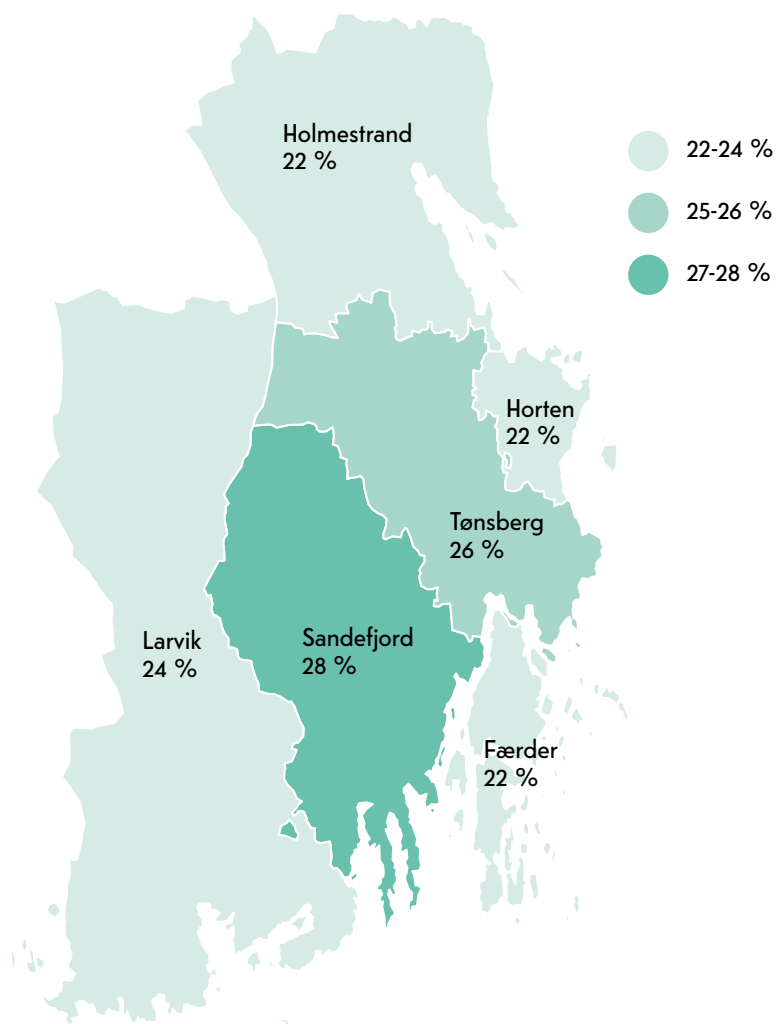 Holmestrand
22 %
22-24 %
25-26 %
27-28 %
Horten
22 %
Tønsberg
26 %
Larvik
24 %
Sandefjord
28 %
Færder
22 %